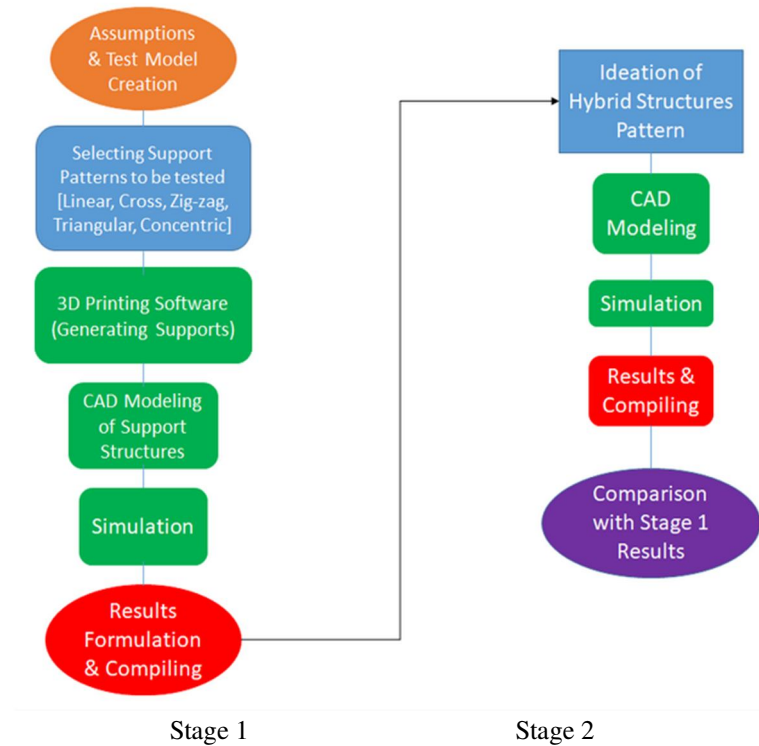 Assumptions
& Test Model
Creation
Selecting Support
Patterns to be tested
[Linear, Cross, Zig-zag,
Triangular, Concentric]
3D Printing Software
(Generating Supports)
CAD Modeling
of Support
Structures
Simulation
Results
Formulation
& Compiling
Ideation of
Hybrid Structures
Pattern
CAD
Modeling
Simulation
Results &
Compiling
Comparison
with Stage 1
Results
Stage 1
Stage 2